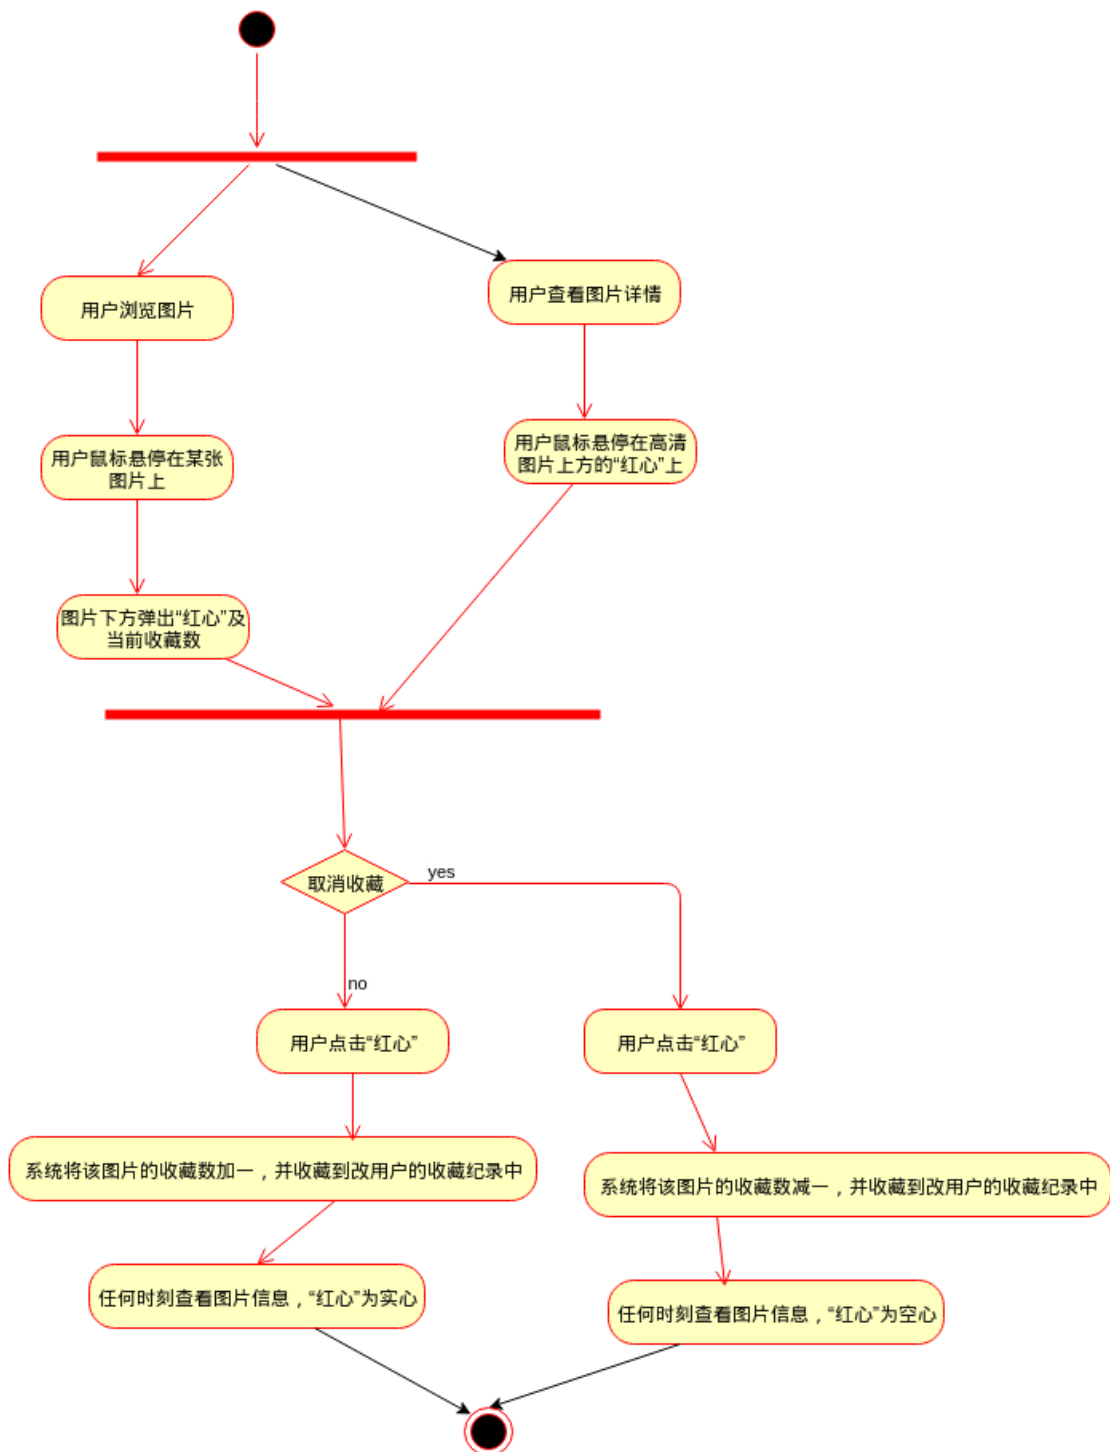 用户浏览图片
用户查看图片详情
用户鼠标悬停在某张
图片上
用户鼠标悬停在高清
图片上方的“红心”上
图片下方弹出“红心”及
当前收藏数
取消收藏
yes
no
用户点击“红心”
用户点击“红心”
系统将该图片的收藏数加一，并收藏到改用户的收藏纪录中
系统将该图片的收藏数减一，并收藏到改用户的收藏纪录中
任何时刻查看图片信息，“红心”为实心
任何时刻查看图片信息，“红心”为空心